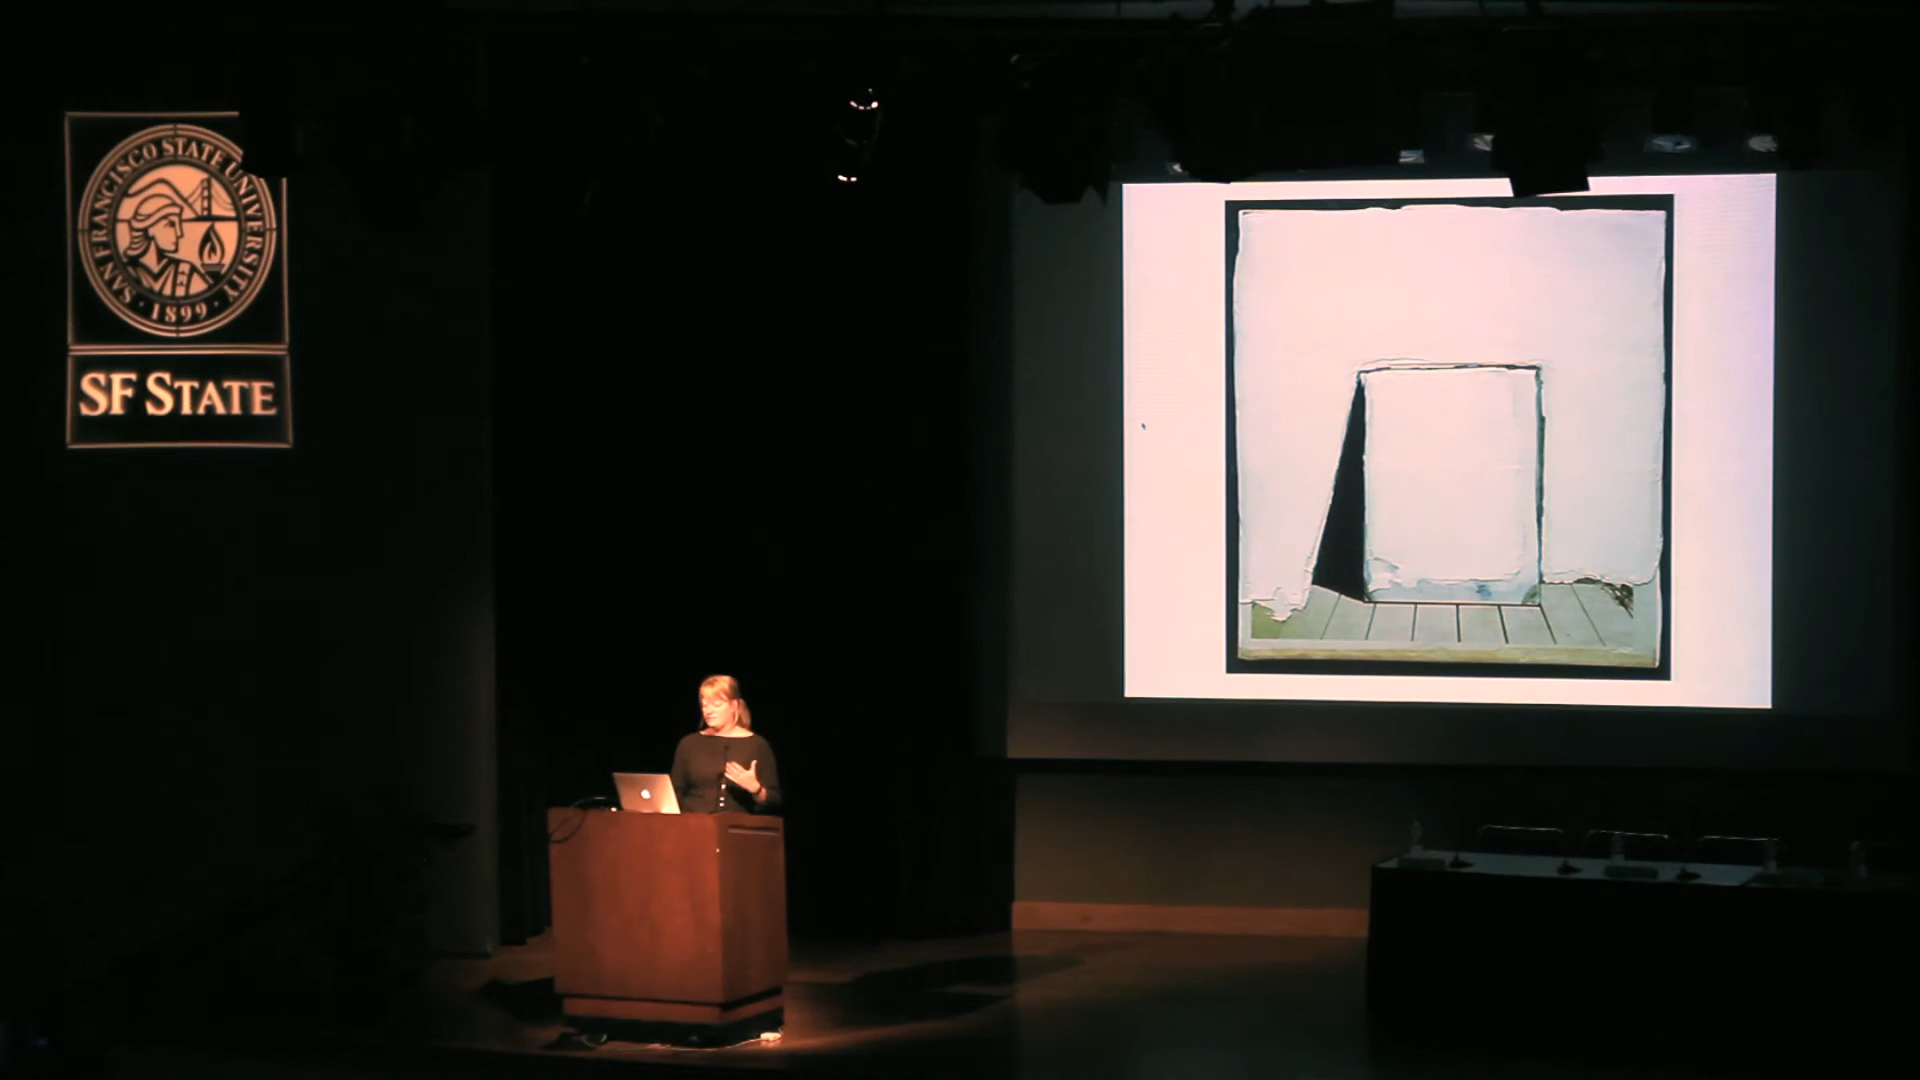 SAN FRANCISCO STATE UNIVERSITY
· 1899 ·
SF STATE